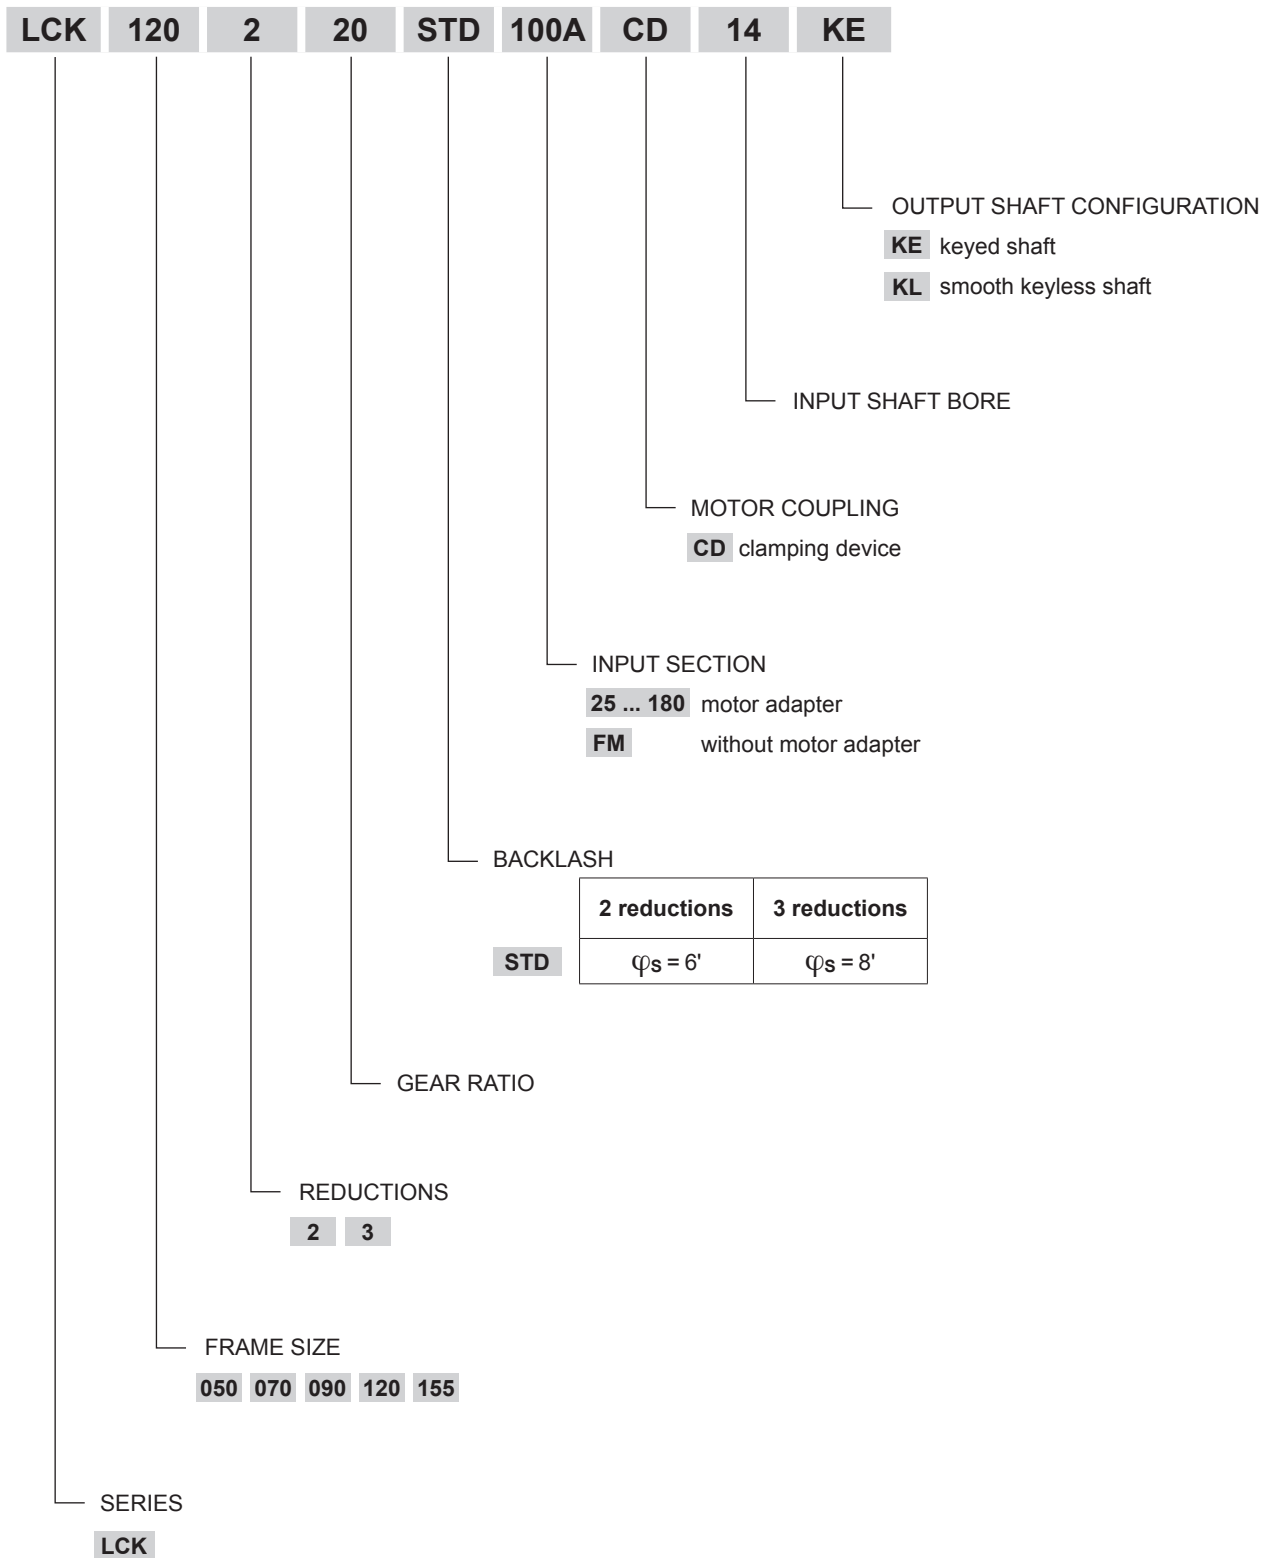 LCK 120 2 20 STD 100A CD 14 KE
OUTPUT SHAFT CONFIGURATION
KE keyed shaft
KL smooth keyless shaft
INPUT SHAFT BORE
MOTOR COUPLING
CD clamping device
INPUT SECTION
25 ... 180 motor adapter
FM without motor adapter
BACKLASH
2 reductions 3 reductions
STD φs = 6' φs = 8'
GEAR RATIO
REDUCTIONS
2 3
FRAME SIZE
050 070 090 120 155
SERIES
LCK